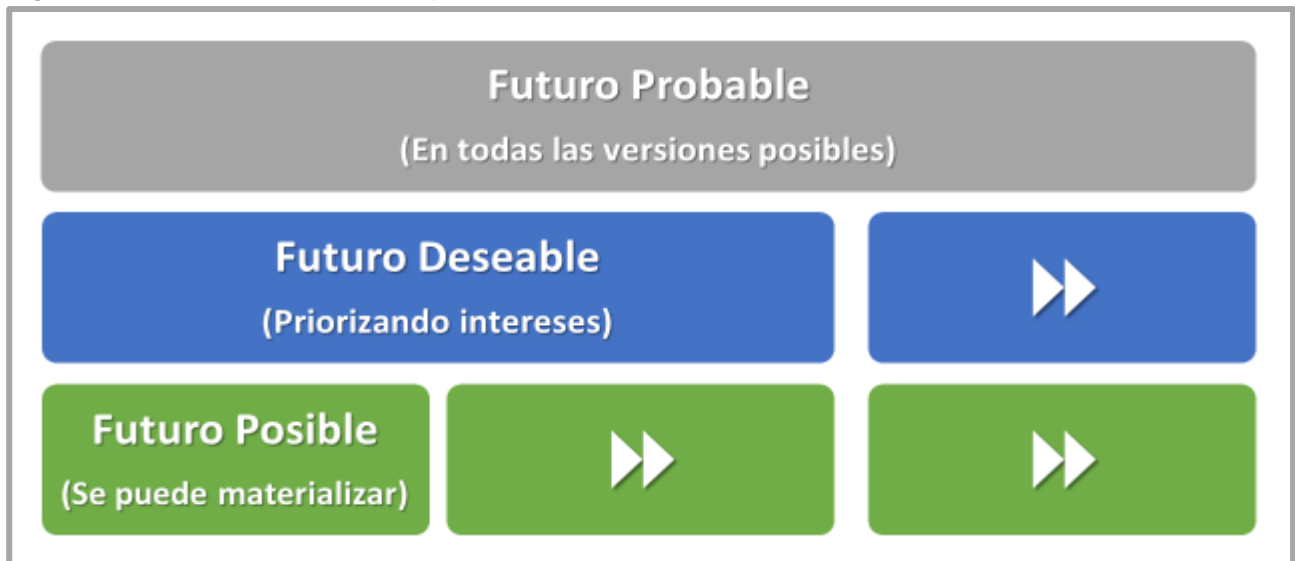 Futuro Probable
(En todas las versiones posibles)
Futuro Deseable
(Priorizando intereses)
Futuro Posible
(Se puede materializar)